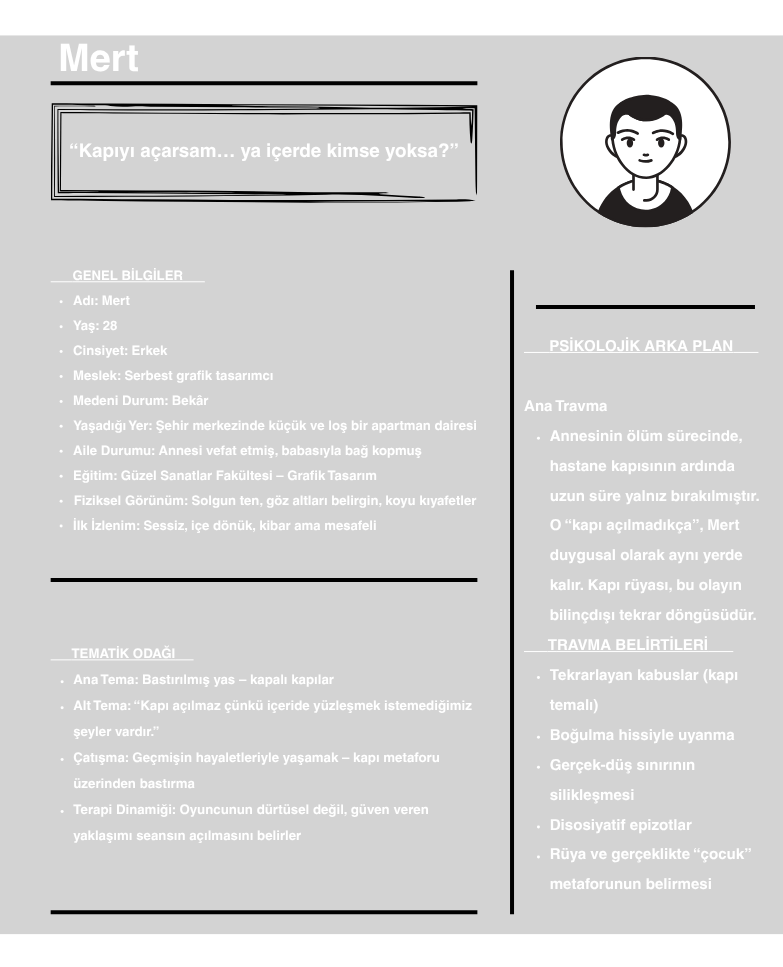 Mert
“Kapıyı açarsam… ya içerde kimse yoksa?”
GENEL BİLGİLER
• Adı: Mert
• Yaş: 28
• Cinsiyet: Erkek
• Meslek: Serbest grafik tasarımcı
• Medeni Durum: Bekâr
• Yaşadığı Yer: Şehir merkezinde küçük ve loş bir apartman dairesi
• Aile Durumu: Annesi vefat etmiş, babasıyla bağ kopmuş
• Eğitim: Güzel Sanatlar Fakültesi – Grafik Tasarım
• Fiziksel Görünüm: Solgun ten, göz altları belirgin, koyu kıyafetler
• İlk İzlenim: Sessiz, içe dönük, kibar ama mesafeli
TEMATİK ODAĞI
• Ana Tema: Bastırılmış yas – kapalı kapılar
• Alt Tema: “Kapı açılmaz çünkü içeride yüzleşmek istemediğimiz
şeyler vardır.”
• Çatışma: Geçmişin hayaletleriyle yaşamak – kapı metaforu
üzerinden bastırma
• Terapi Dinamiği: Oyuncunun dürtüsel değil, güven veren
yaklaşımı seansın açılmasını belirler
PSİKOLOJİK ARKA PLAN
Ana Travma
• Annesinin ölüm sürecinde,
hastane kapısının ardında
uzun süre yalnız bırakılmıştır.
O “kapı açılmadıkça”, Mert
duygusal olarak aynı yerde
kalır. Kapı rüyası, bu olayın
bilinçdışı tekrar döngüsüdür.
TRAVMA BELİRTİLERİ
• Tekrarlayan kabuslar (kapı
temalı)
• Boğulma hissiyle uyanma
• Gerçek-düş sınırının
silikleşmesi
• Disosiyatif epizotlar
• Rüya ve gerçeklikte “çocuk”
metaforunun belirmesi